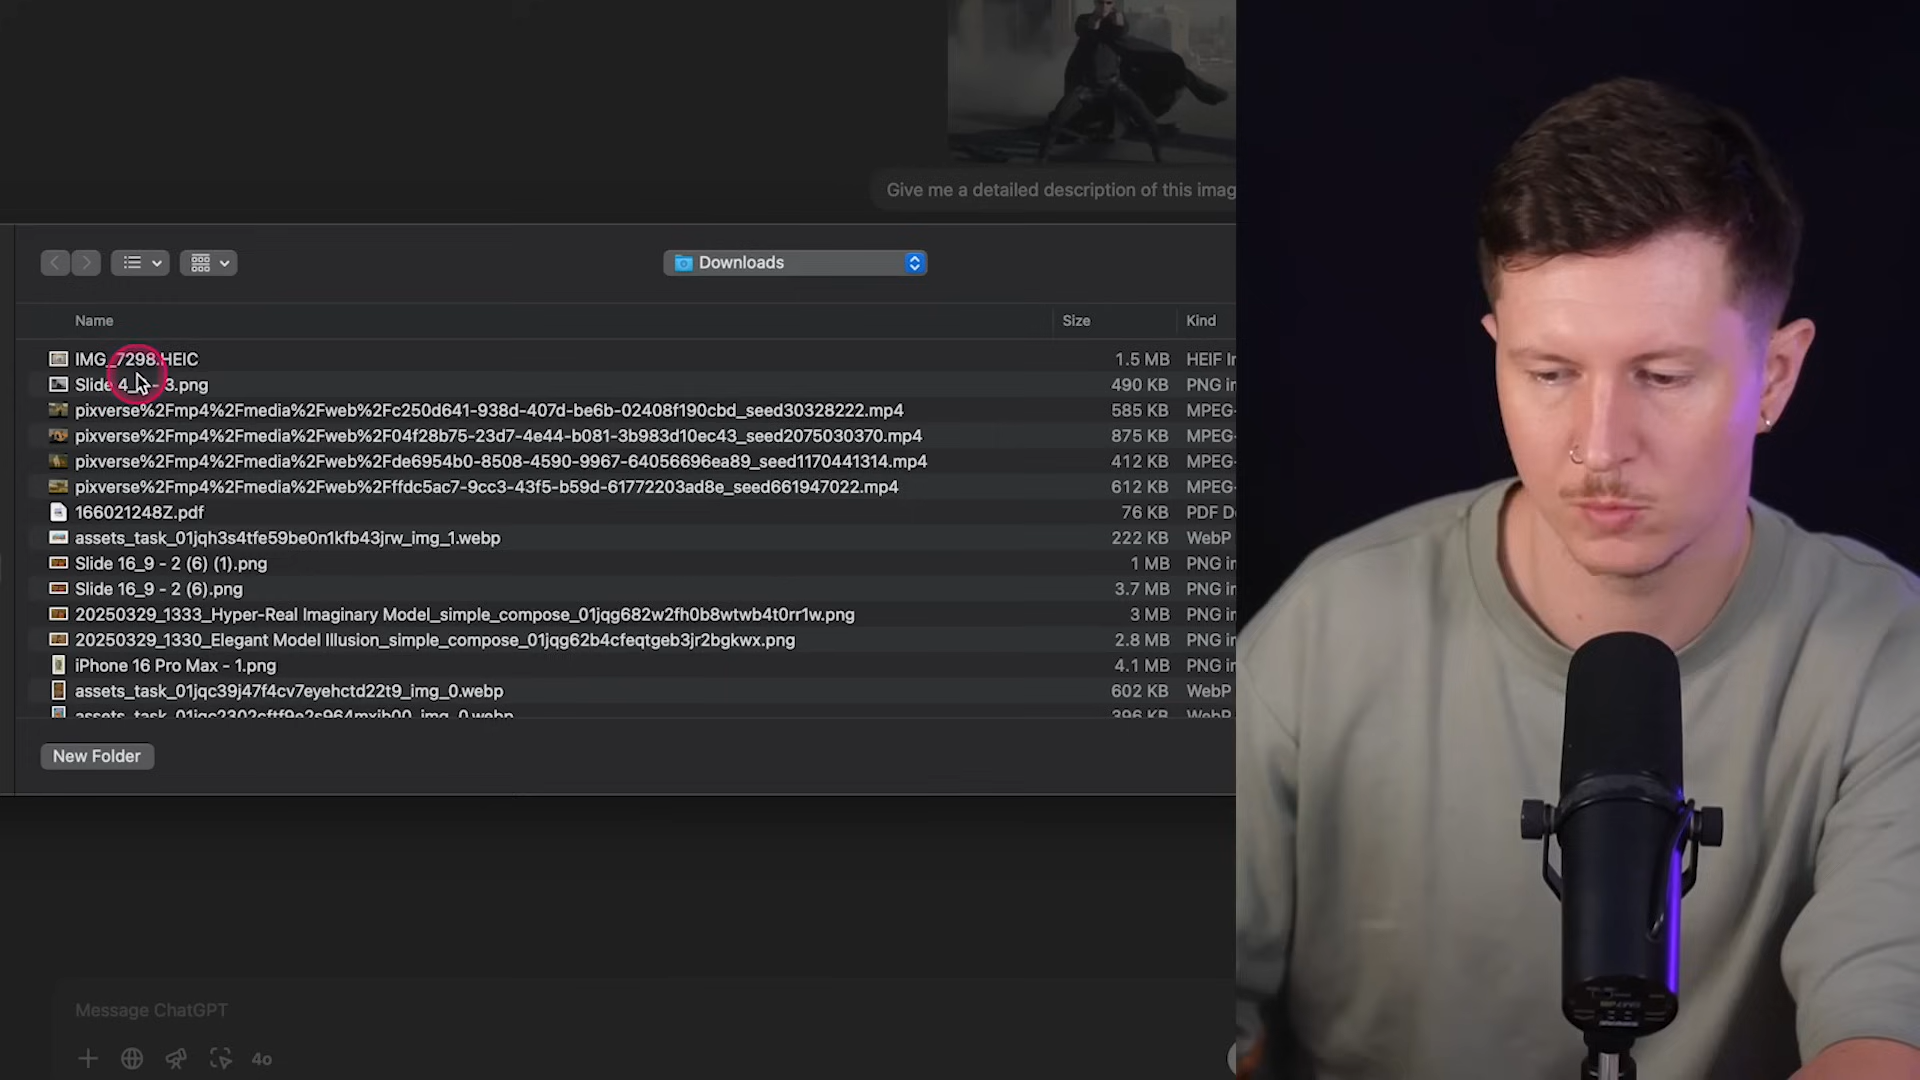 Give me a detailed description of this imag
Downloads
Name Size Kind
IMG_7298.HEIC 1.5 MB HEIF
Slide 3.png 490 KB PNG
pixverse%2Fmp4%2Fmedia%2Fweb%2Fc250d641-938d-407d-be6b-02408f190cbd_seed30328222.mp4 585 KB MPEG-
pixverse%2Fmp4%2Fmedia%2Fweb%2F04f28b75-23d7-4e44-b081-3b983d10ec43_seed2075030370.mp4 875 KB MPEG-
pixverse%2Fmp4%2Fmedia%2Fweb%2Fde6954b0-8508-4590-9967-64056696ea89_seed1170441314.mp4 412 KB MPEG-
pixverse%2Fmp4%2Fmedia%2Fweb%2Fffdc5ac7-9cc3-43f5-b59d-61772203ad8e_seed661947022.mp4 612 KB MPEG-
166021248Z.pdf 76 KB PDF D
assets_task_01jqh3s4tfe59be0n1kfb43jrw_img_1.webp 222 KB WebP
Slide 16_9 - 2 (6) (1).png 1 MB PNG
Slide 16_9 - 2 (6).png 3.7 MB PNG
20250329_1333_Hyper-Real Imaginary Model_simple_compose_01jqg682w2fh0b8wtwb4t0rr1w.png 3 MB PNG
20250329_1330_Elegant Model Illusion_simple_compose_01jqg62b4cfeqtgeb3jr2bgkwx.png 2.8 MB PNG
iPhone 16 Pro Max - 1.png 4.1 MB PNG
assets_task_01jqc39j47f4cv7eyehctd22t9_img_0.webp 602 KB WebP
396 KB WebP
New Folder
Message ChatGPT
4o